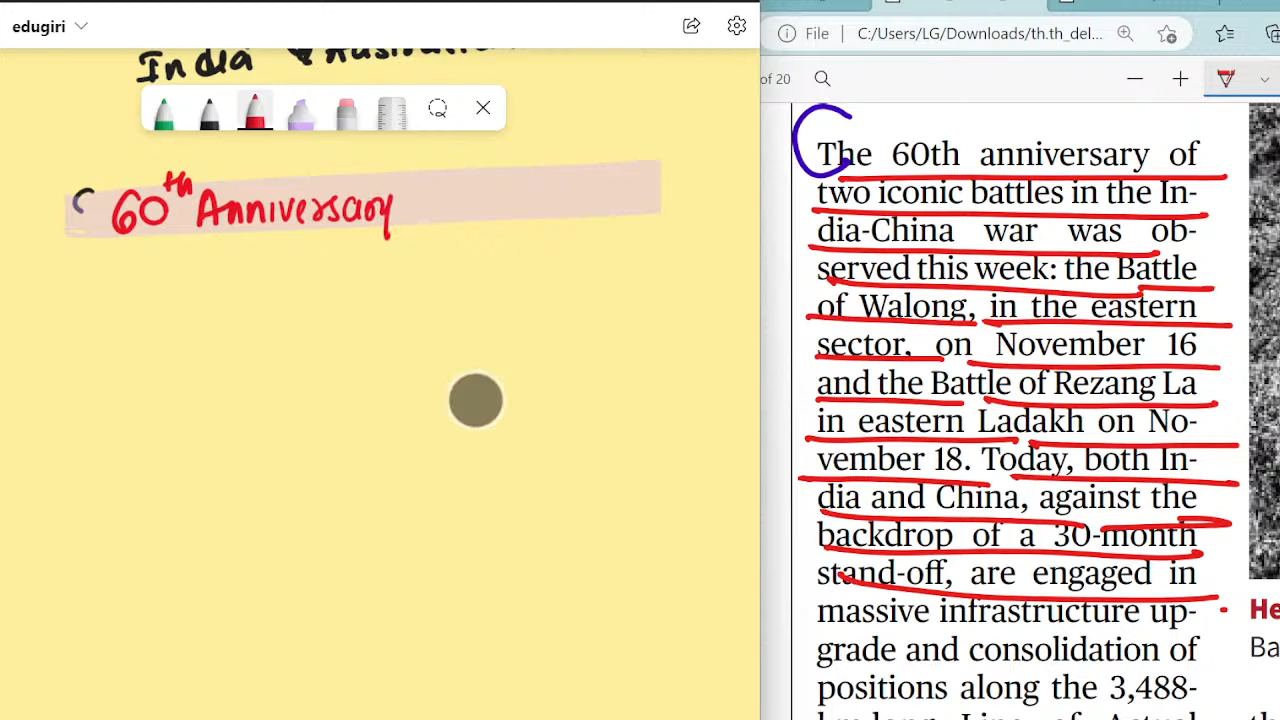 edugiri
India & Australia
60th Anniversary
File
C:/Users/LG/Downloads/th.th_del...
of 20
The 60th anniversary of
two iconic battles in the In-
dia-China war was ob-
served this week: the Battle
of Walong, in the eastern
sector, on November 16
and the Battle of Rezang La
in eastern Ladakh on No-
vember 18. Today, both In-
dia and China, against the
backdrop of a 30-month
stand-off, are engaged in
massive infrastructure up-
grade and consolidation of
positions along the 3,488-
Line of Actual
He
Ba